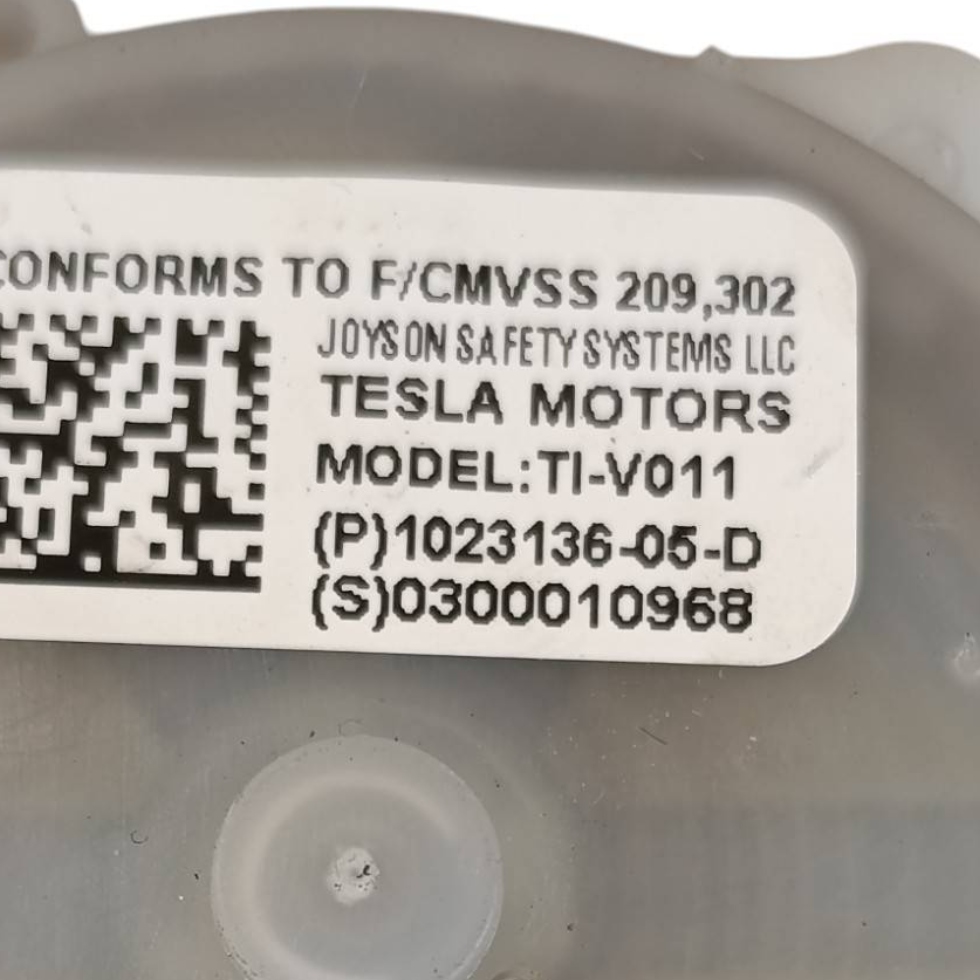 CONFORMS TO F/CMVSS 209,302
JOYSON SAFETY SYSTEMS LLC
TESLA MOTORS
MODEL:TI-V011
(P)1023136-05-D
(S)0300010968